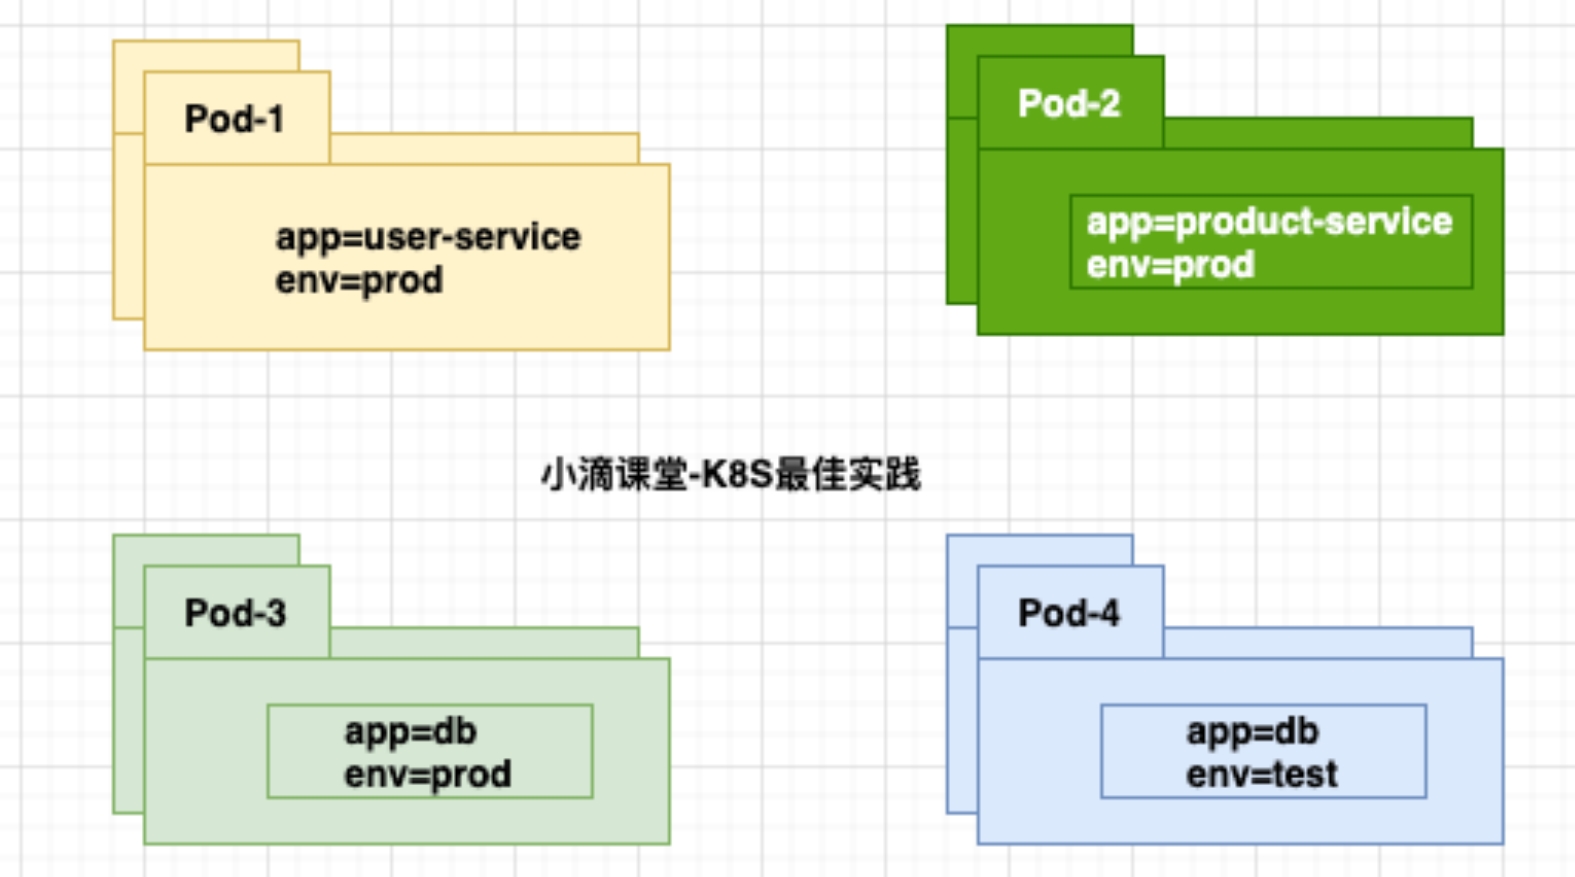 Pod-1
app=user-service
env=prod
Pod-2
app=product-service
env=prod
小滴课堂-K8S最佳实践
Pod-3
app=db
env=prod
Pod-4
app=db
env=test